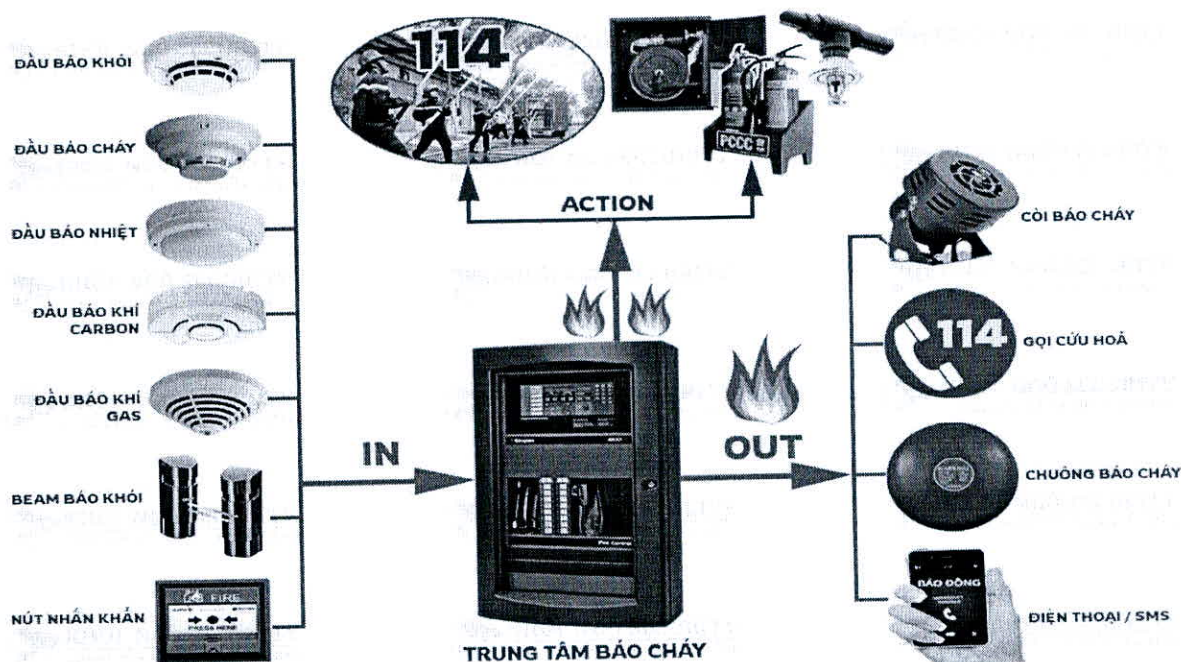 ĐẦU BÁO KHÓI
ĐẦU BÁO CHÁY
ĐẦU BÁO NHIỆT
ĐẦU BÁO KHÍ
CARBON
ĐẦU BÁO KHÍ
GAS
BEAM BÁO KHÓI
NÚT NHẤN KHẨN
FIRE
PRESS HERE
IN
114
PCCC
ACTION
OUT
TRUNG TÂM BÁO CHÁY
CÒI BÁO CHÁY
114
GỌI CỨU HOẢ
CHUÔNG BÁO CHÁY
BÁO ĐỘNG
ĐIỆN THOẠI / SMS